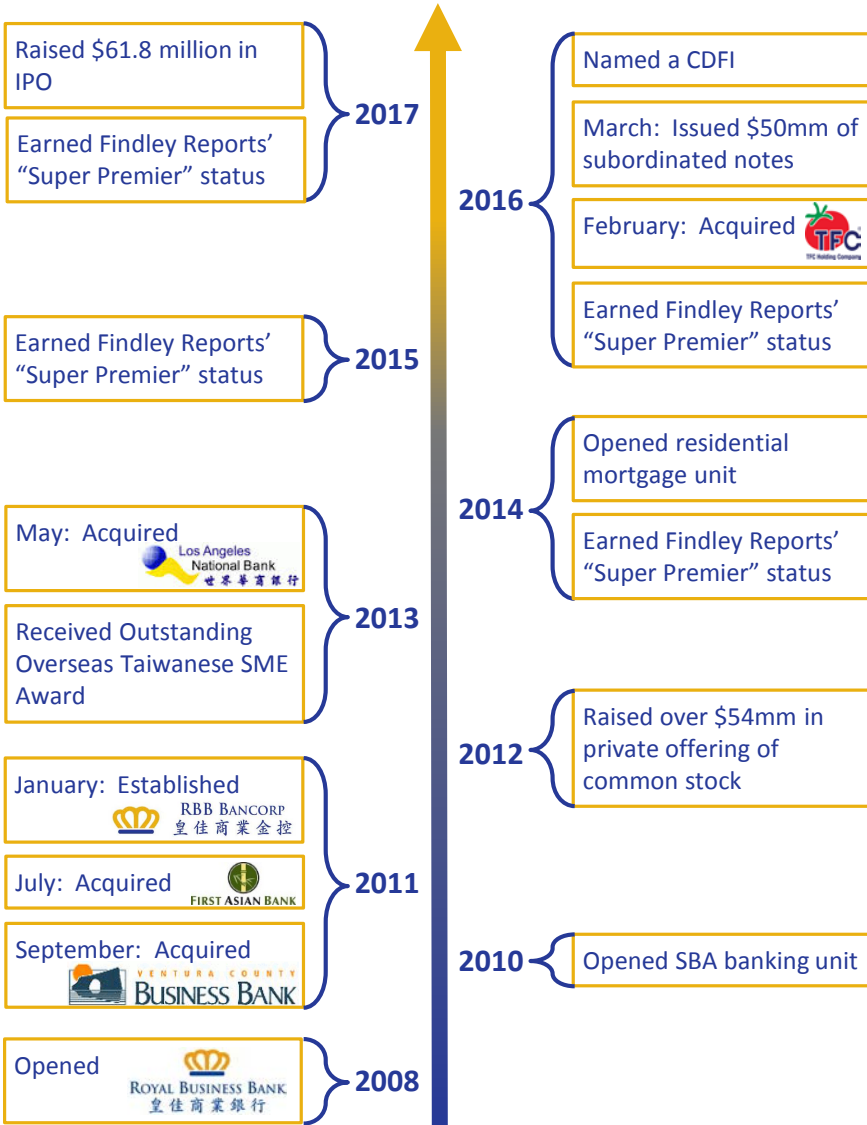 Raised $61.8 million in
IPO
Earned Findley Reports’
“Super Premier” status
2017
Named a CDFI
March: Issued $50mm of
subordinated notes
February: Acquired
TFC
TFC Holding Company
Earned Findley Reports’
“Super Premier” status
2016
Earned Findley Reports’
“Super Premier” status
2015
Opened residential
mortgage unit
Earned Findley Reports’
“Super Premier” status
2014
May: Acquired
Los Angeles
National Bank
世界華商銀行
Received Outstanding
Overseas Taiwanese SME
Award
2013
Raised over $54mm in
private offering of
common stock
2012
January: Established
RBB BANCORP
皇佳商業金控
July: Acquired
FIRST ASIAN BANK
September: Acquired
VENTURA COUNTY
BUSINESS BANK
2011
2010
Opened SBA banking unit
Opened
ROYAL BUSINESS BANK
皇佳商業銀行
2008